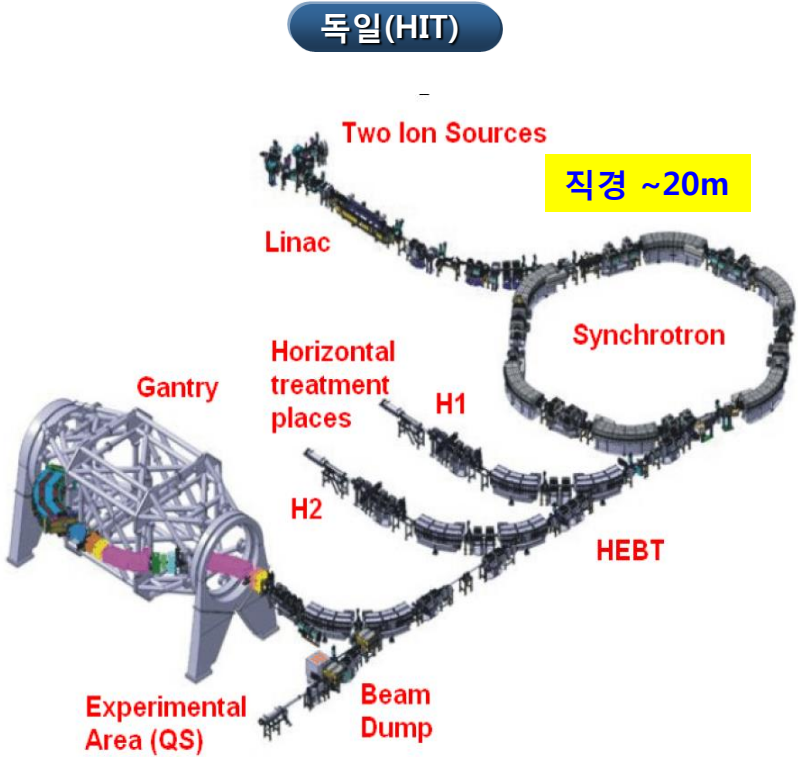 독일(HIT)
Two Ion Sources
직경 ~20m
Linac
Synchrotron
Horizontal
treatment
places
Gantry
H1
H2
HEBT
Experimental
Area (QS)
Beam
Dump